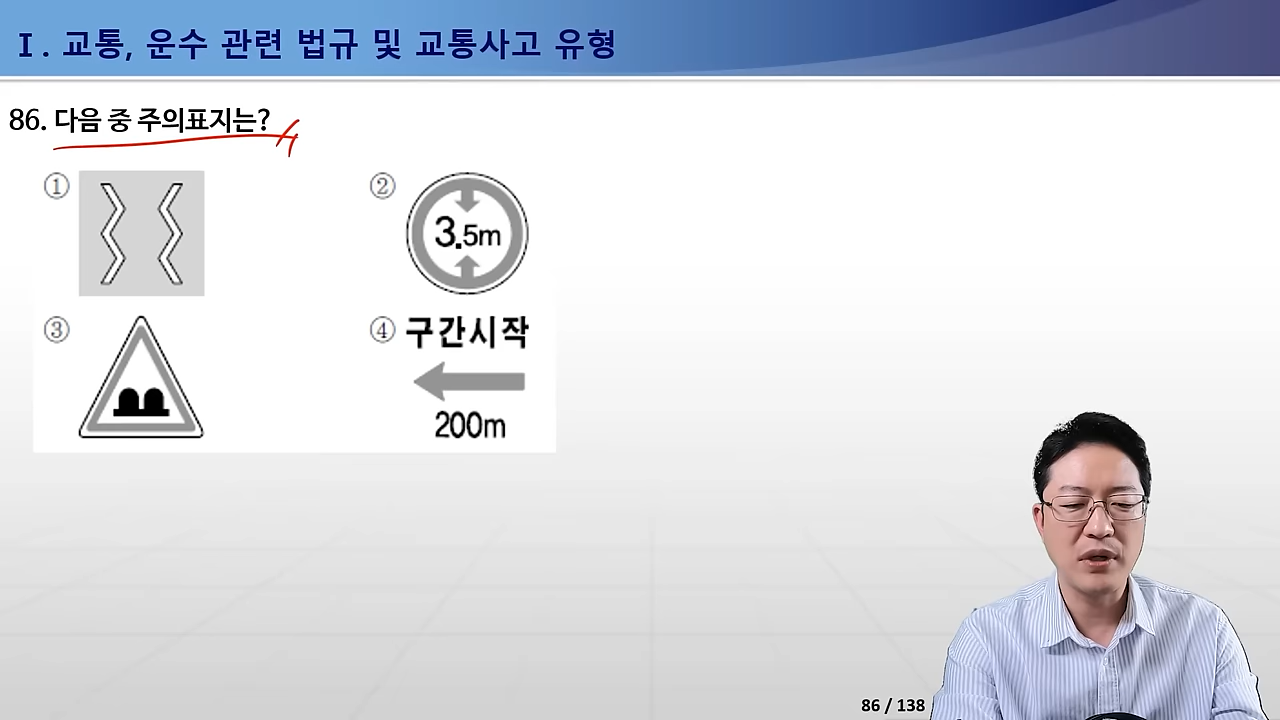 I. 교통, 운수 관련 법규 및 교통사고 유형
86. 다음 중 주의표지는?
①
② 3.5m
③
④ 구간시작
200m
86 / 138